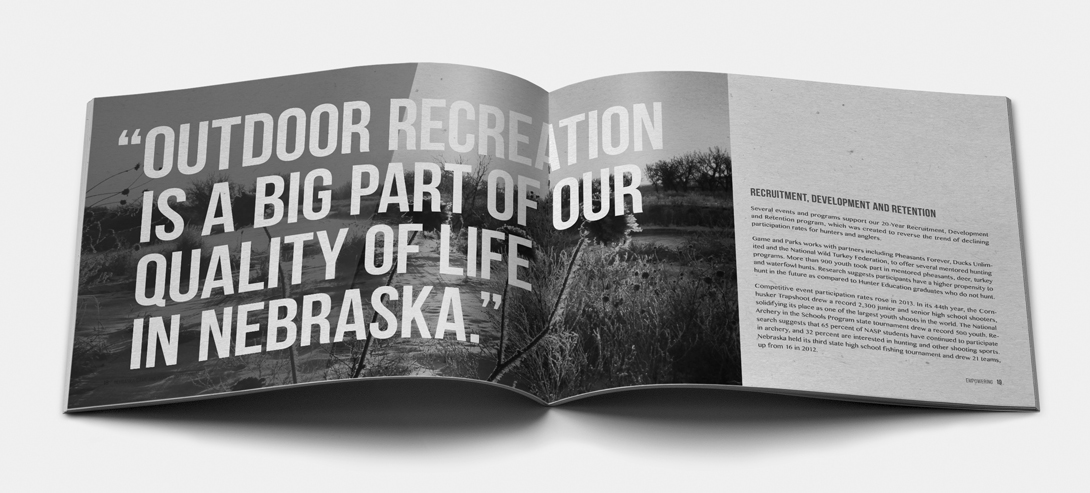 “OUTDOOR RECREATION
IS A BIG PART OF OUR
QUALITY OF LIFE
IN NEBRASKA.”
RECRUITMENT, DEVELOPMENT AND RETENTION
Several events and programs support our 20-Year Recruitment, Development
and Retention program, which was created to reverse the trend of declining
participation rates for hunters and anglers.
Game and Parks works with partners including Pheasants Forever, Ducks Unlim-
ited and the National Wild Turkey Federation, to offer several mentored hunting
programs. More than 900 youth took part in mentored pheasants, deer, turkey
and waterfowl hunts. Research suggests participants have a higher propensity to
hunt in the future as compared to Hunter Education graduates who do not hunt.
Competitive event participation rates rose in 2013. In its 44th year, the Corn-
husker Trapshoot drew a record 2,300 junior and senior high school shooters,
solidifying its place as one of the largest youth shoots in the world. The National
Archery in the Schools Program state tournament drew a record 500 youth. Re-
search suggests that 65 percent of NASP students have continued to participate
in archery, and 32 percent are interested in hunting and other shooting sports.
Nebraska held its third state high school fishing tournament and drew 21 teams,
up from 16 in 2012.
EMPOWERING